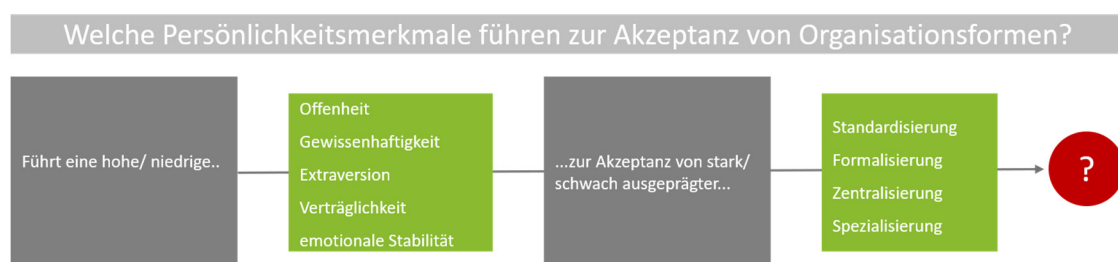 Welche Persönlichkeitsmerkmale führen zur Akzeptanz von Organisationsformen?
Führt eine hohe/ niedrige..
Offenheit
Gewissenhaftigkeit
Extraversion
Verträglichkeit
emotionale Stabilität
...zur Akzeptanz von stark/
schwach ausgeprägter...
Standardisierung
Formalisierung
Zentralisierung
Spezialisierung
?